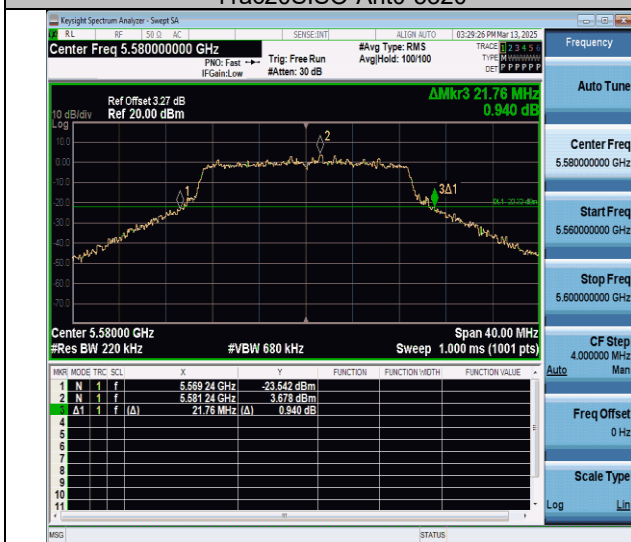 Keysight Spectrum Analyzer - Swept SA
RL RF 50 Ω AC SENSE:INT ALIGN AUTO 03:29:26 PM Mar 13, 2025
Center Freq 5.580000000 GHz #Avg Type: RMS TRACE 1 2 3 4 5 6
PNO: Fast Trig: Free Run Avg|Hold: 100/100 TYPE M W W W W W
IFGain:Low #Atten: 30 dB DET P P P P P P
Frequency
Auto Tune
Center Freq
5.580000000 GHz
Start Freq
5.560000000 GHz
Stop Freq
5.600000000 GHz
CF Step
4.000000 MHz
Auto Man
Freq Offset
0 Hz
Scale Type
Log Lin
ΔMkr3 21.76 MHz
0.940 dB
Ref Offset 3.27 dB
10 dB/div Ref 20.00 dBm
Log
10.0
0.00
-10.0
-20.0
-30.0
-40.0
-50.0
-60.0
-70.0
1
2
3Δ1
Center 5.58000 GHz Span 40.00 MHz
#Res BW 220 kHz #VBW 680 kHz Sweep 1.000 ms (1001 pts)
MKR MODE TRC SCL X Y FUNCTION FUNCTION WIDTH FUNCTION VALUE
1 N 1 f 5.569 24 GHz -23.542 dBm
2 N 1 f 5.581 24 GHz 3.678 dBm
3 Δ1 1 f (Δ) 21.76 MHz (Δ) 0.940 dB
4
5
6
7
8
9
10
11
MSG STATUS